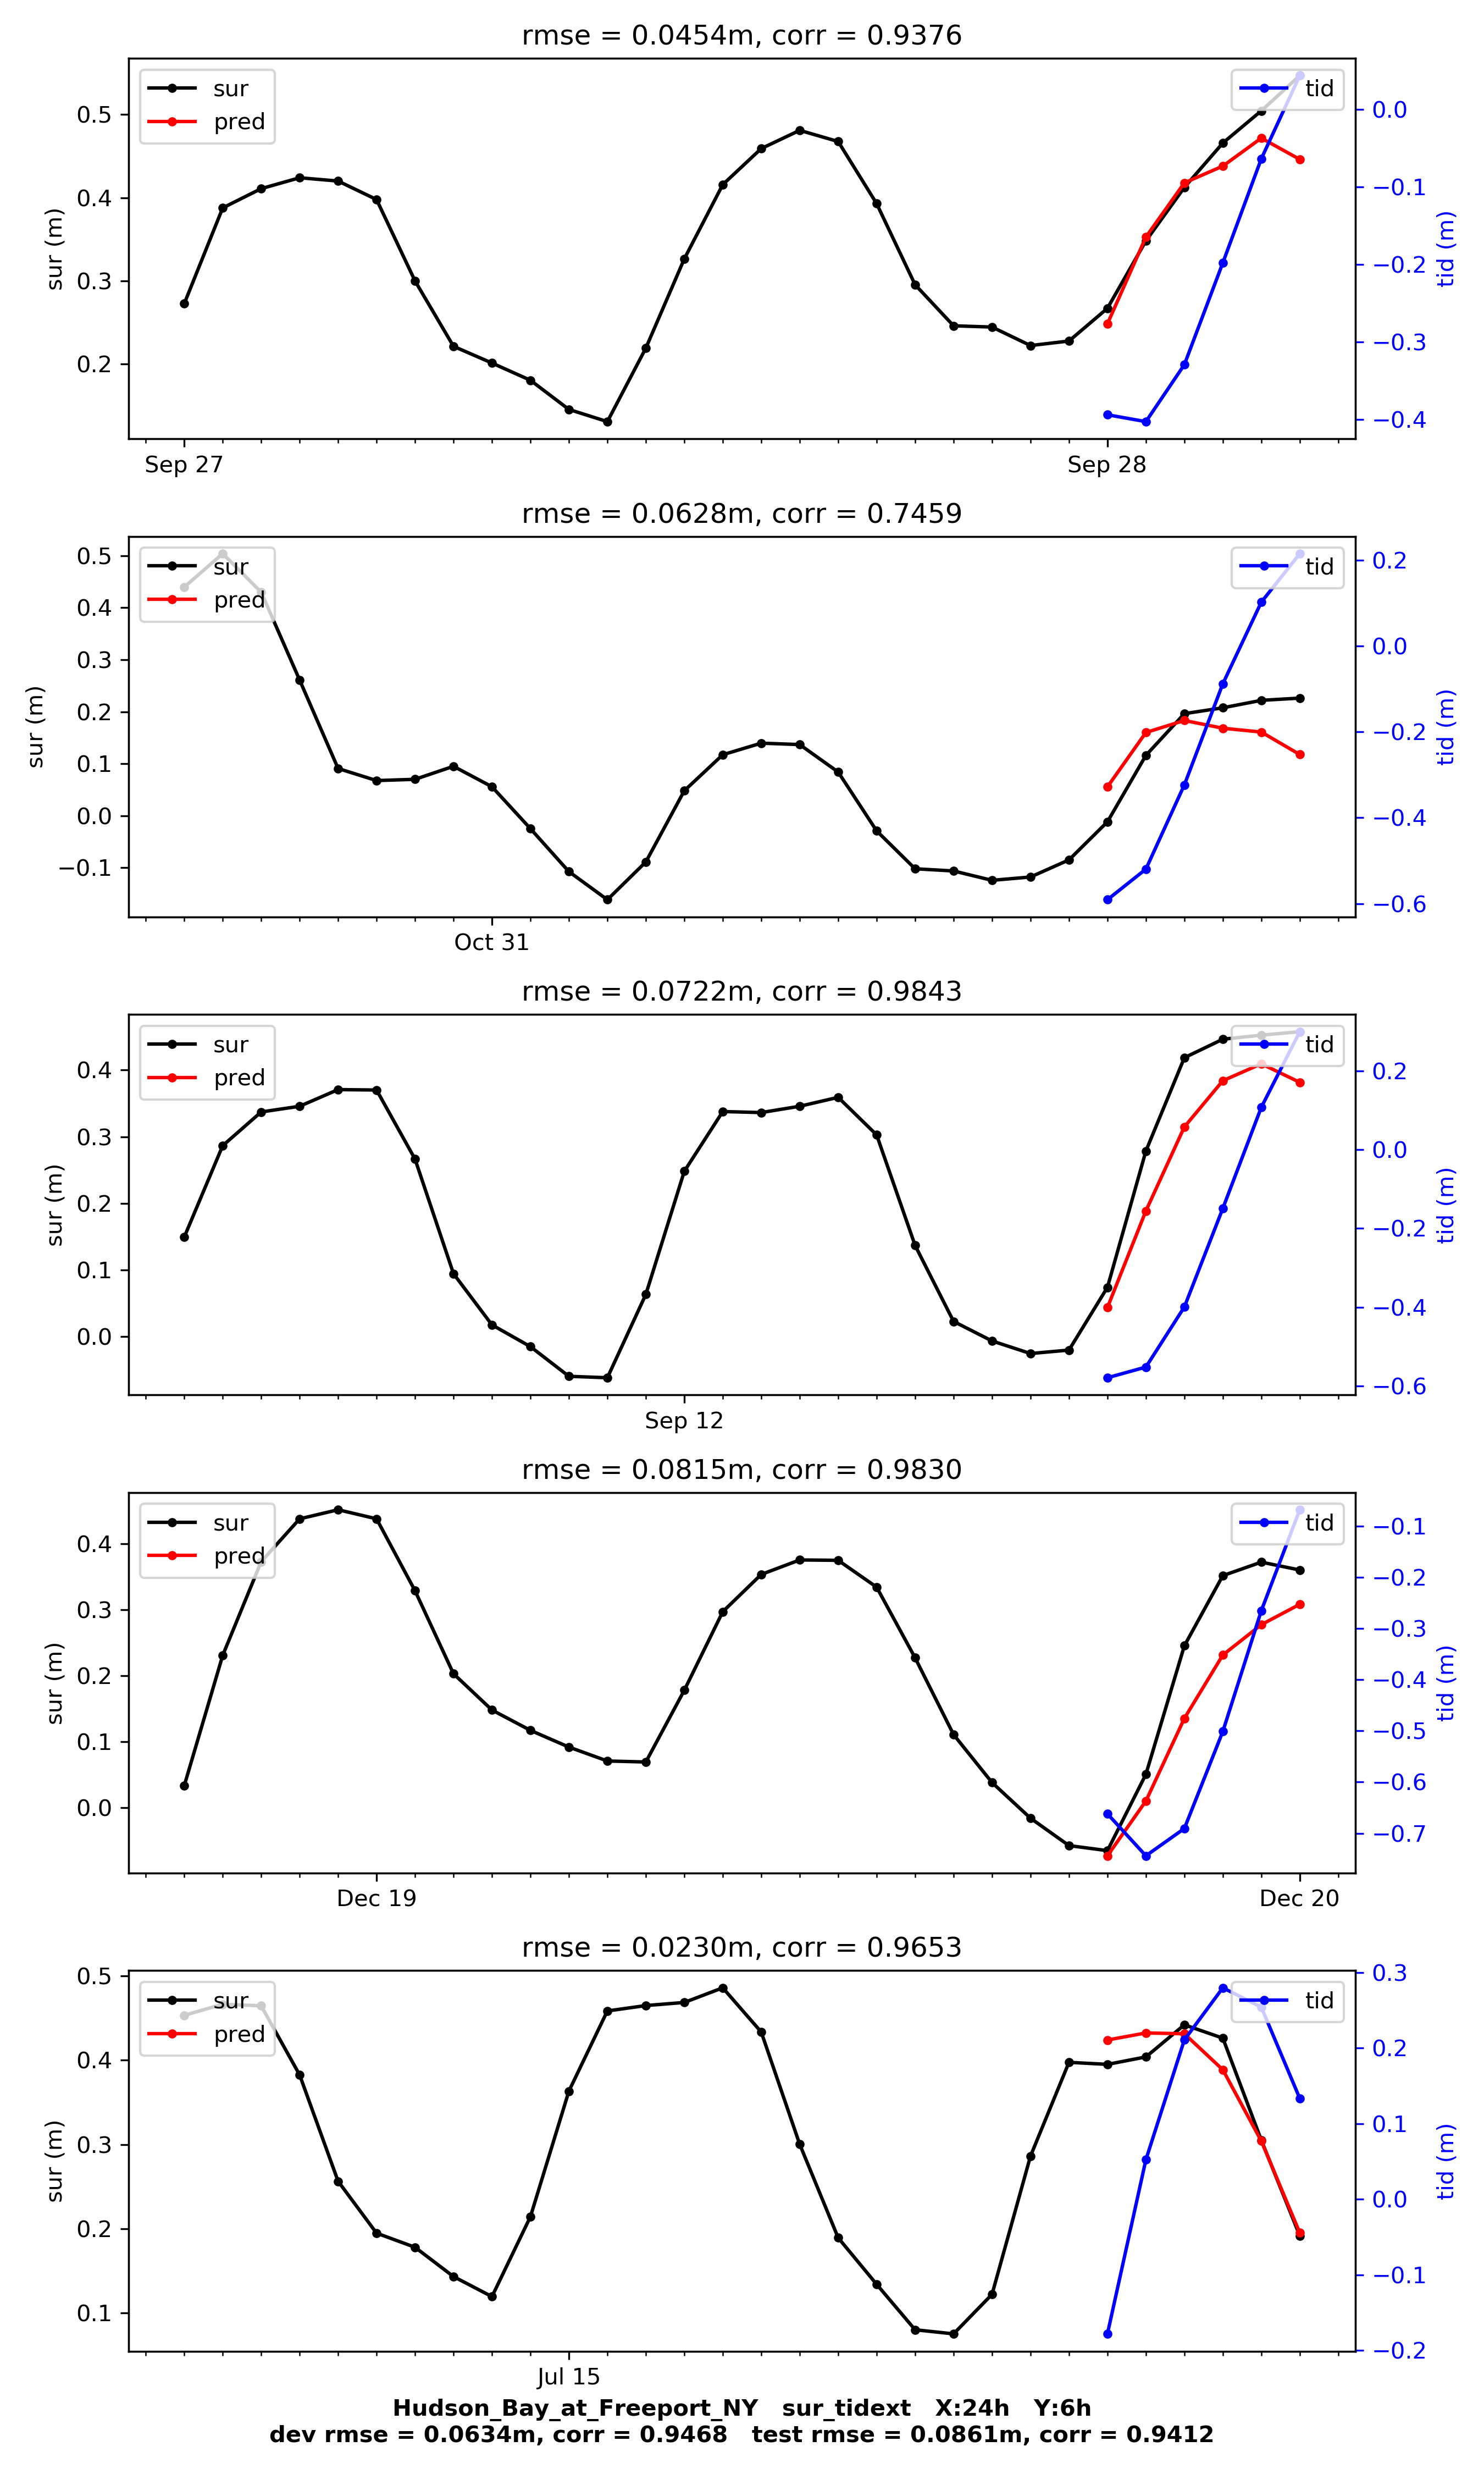 rmse = 0.0454m, corr = 0.9376
sur
pred
tid
0.5
0.4
0.3
0.2
sur (m)
0.0
−0.1
−0.2
−0.3
−0.4
tid (m)
Sep 27
Sep 28
rmse = 0.0628m, corr = 0.7459
sur
pred
tid
0.5
0.4
0.3
0.2
0.1
0.0
−0.1
sur (m)
0.2
0.0
−0.2
−0.4
−0.6
tid (m)
Oct 31
rmse = 0.0722m, corr = 0.9843
sur
pred
tid
0.4
0.3
0.2
0.1
0.0
sur (m)
0.2
0.0
−0.2
−0.4
−0.6
tid (m)
Sep 12
rmse = 0.0815m, corr = 0.9830
sur
pred
tid
0.4
0.3
0.2
0.1
0.0
sur (m)
−0.1
−0.2
−0.3
−0.4
−0.5
−0.6
−0.7
tid (m)
Dec 19
Dec 20
rmse = 0.0230m, corr = 0.9653
sur
pred
tid
0.5
0.4
0.3
0.2
0.1
sur (m)
0.3
0.2
0.1
0.0
−0.1
−0.2
tid (m)
Jul 15
Hudson_Bay_at_Freeport_NY sur_tidext X:24h Y:6h
dev rmse = 0.0634m, corr = 0.9468 test rmse = 0.0861m, corr = 0.9412